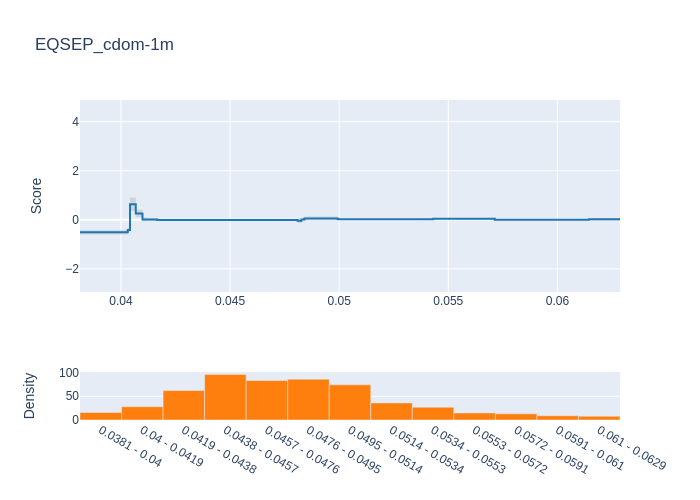 EQSEP_cdom-1m
Score
4
2
0
−2
0.04
0.045
0.05
0.055
0.06
Density
100
50
0
0.0381 - 0.04
0.04 - 0.0419
0.0419 - 0.0438
0.0438 - 0.0457
0.0457 - 0.0476
0.0476 - 0.0495
0.0495 - 0.0514
0.0514 - 0.0534
0.0534 - 0.0553
0.0553 - 0.0572
0.0572 - 0.0591
0.0591 - 0.061
0.061 - 0.0629